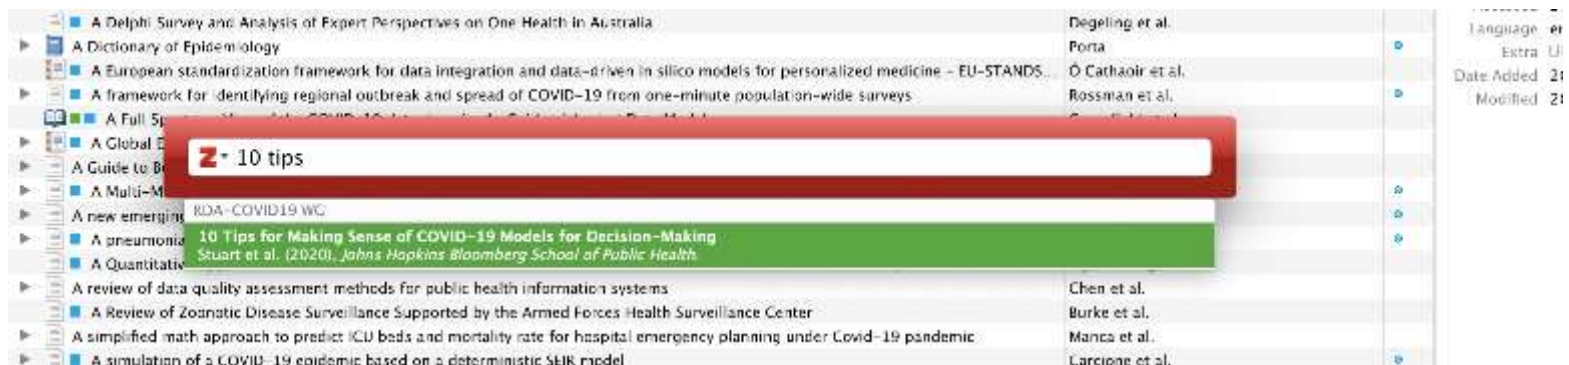 A Delphi Survey and Analysis of Expert Perspectives on One Health in Australia Degeling et al.
Language er
A Dictionary of Epidemiology Porta
Extra
A European standardization framework for data integration and data-driven in silico models for personalized medicine – EU-STANDS... Ó Cathaoir et al.
Date Added
A framework for identifying regional outbreak and spread of COVID-19 from one-minute population-wide surveys Rossman et al.
Modified
A Full
A Global
Z 10 tips
A Guide to
A Multi-M
A new emerging
RDA-COVID19 WG
10 Tips for Making Sense of COVID-19 Models for Decision-Making
A pneumonia
Stuart et al. (2020), Johns Hopkins Bloomberg School of Public Health.
A Quantitativ
A review of data quality assessment methods for public health information systems Chen et al.
A Review of Zoonotic Disease Surveillance Supported by the Armed Forces Health Surveillance Center Burke et al.
A simplified math approach to predict ICU beds and mortality rate for hospital emergency planning under Covid-19 pandemic Manca et al.
A simulation of a COVID-19 epidemic based on a deterministic SEIR model Carcione et al.